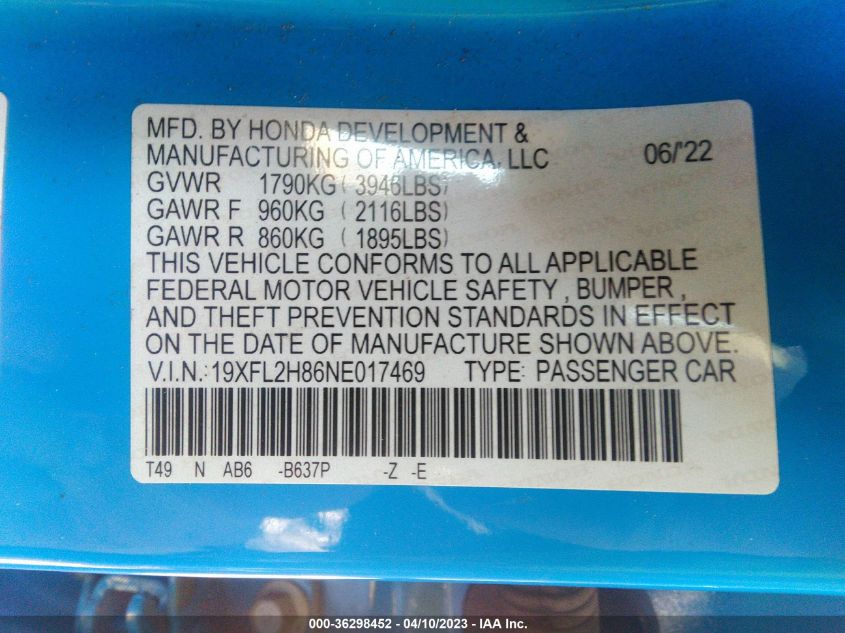 MFD. BY HONDA DEVELOPMENT &
MANUFACTURING OF AMERICA, LLC 06/'22
GVWR 1790KG ( 3946LBS)
GAWR F 960KG ( 2116LBS)
GAWR R 860KG ( 1895LBS)
THIS VEHICLE CONFORMS TO ALL APPLICABLE
FEDERAL MOTOR VEHICLE SAFETY , BUMPER ,
AND THEFT PREVENTION STANDARDS IN EFFECT
ON THE DATE OF MANUFACTURE SHOWN ABOVE.
V.I.N.: 19XFL2H86NE017469 TYPE: PASSENGER CAR
T49 N AB6 -B637P -Z -E
000-36298452 - 04/10/2023 - IAA Inc.